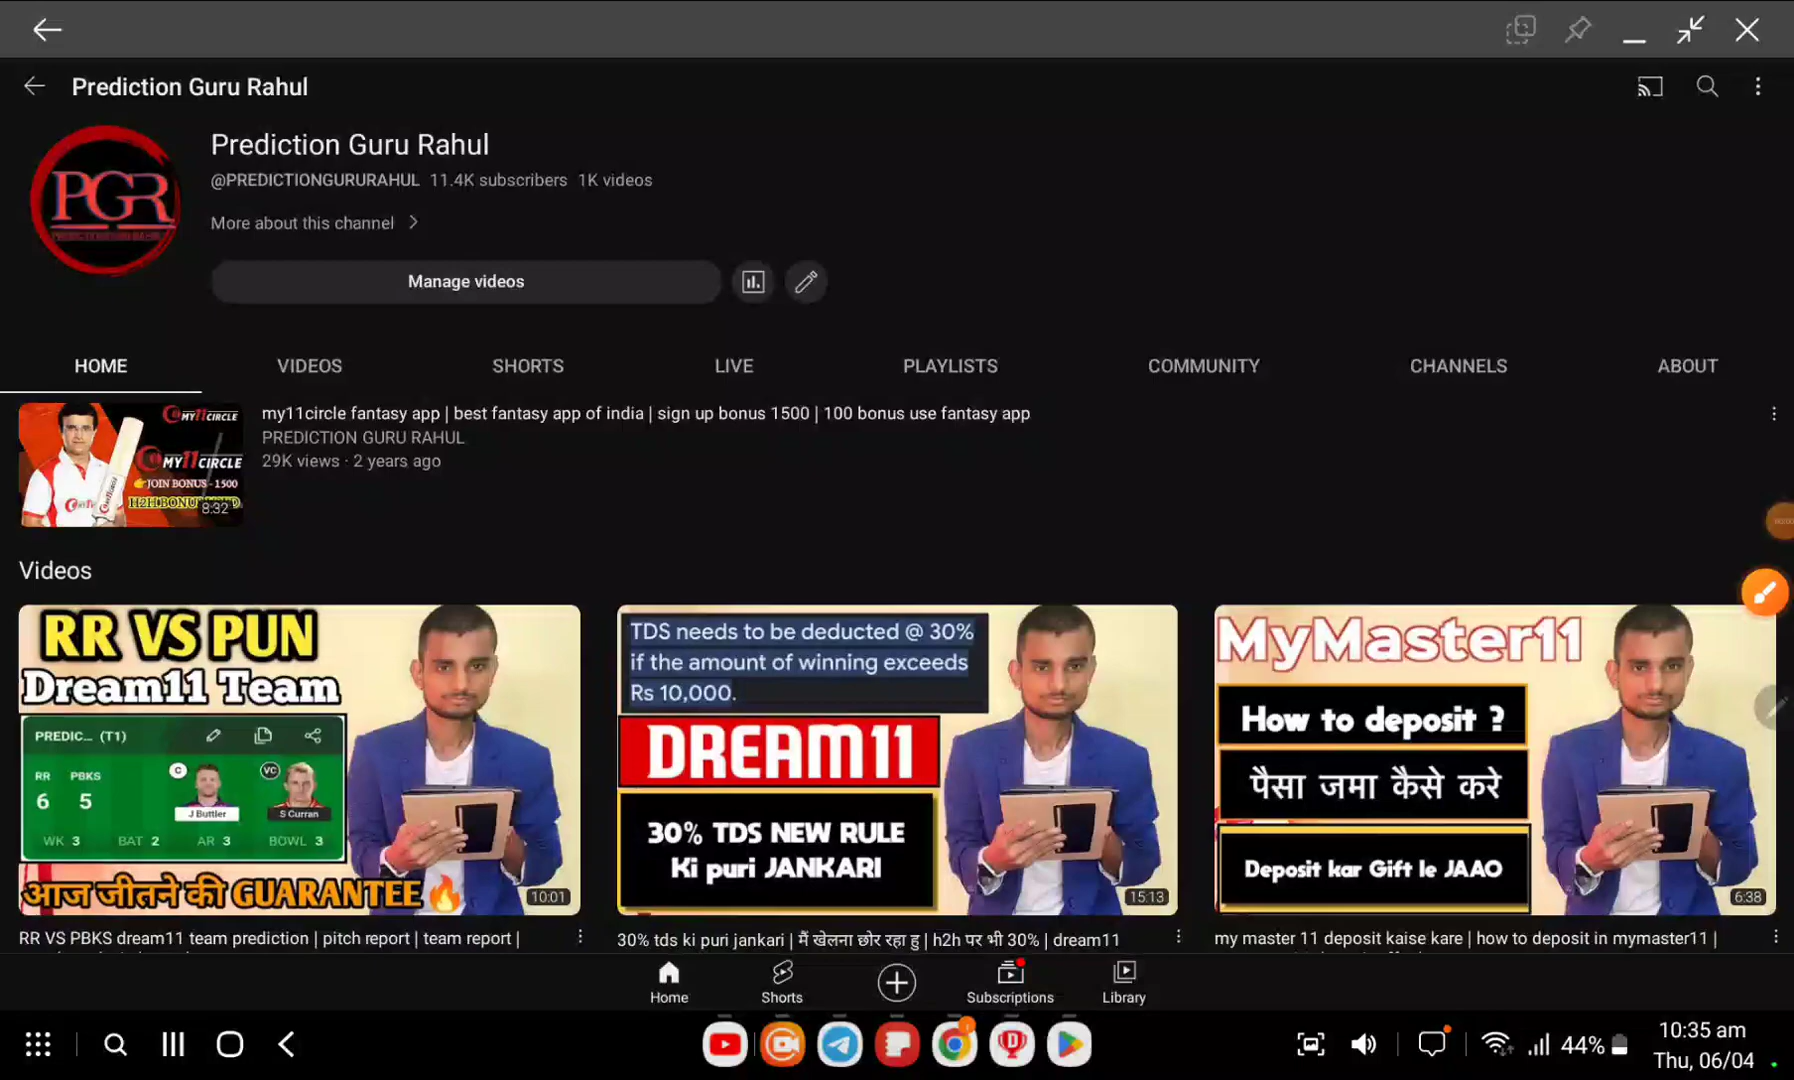 Prediction Guru Rahul
PGR
Prediction Guru Rahul
@PREDICTIONGURURAHUL 11.4K subscribers 1K videos
More about this channel
Manage videos
HOME VIDEOS SHORTS LIVE PLAYLISTS COMMUNITY CHANNELS ABOUT
MY11CIRCLE
MY11CIRCLE
JOIN BONUS - 1500
8:32
my11circle fantasy app | best fantasy app of india | sign up bonus 1500 | 100 bonus use fantasy app
PREDICTION GURU RAHUL
29K views · 2 years ago
Videos
RR VS PUN
Dream11 Team
PREDIC... (T1)
RR PBKS
6 5
C VC
J Buttler S Curran
WK 3 BAT 2 AR 3 BOWL 3
आज जीतने की GUARANTEE
10:01
RR VS PBKS dream11 team prediction | pitch report | team report |
TDS needs to be deducted @ 30%
if the amount of winning exceeds
Rs 10,000.
DREAM11
30% TDS NEW RULE
Ki puri JANKARI
15:13
30% tds ki puri jankari | मैं खेलना छोर रहा हु | h2h पर भी 30% | dream11
MyMaster11
How to deposit ?
पैसा जमा कैसे करे
Deposit kar Gift le JAAO
6:38
my master 11 deposit kaise kare | how to deposit in mymaster11 |
Home Shorts Subscriptions Library
44%
10:35 am
Thu, 06/04